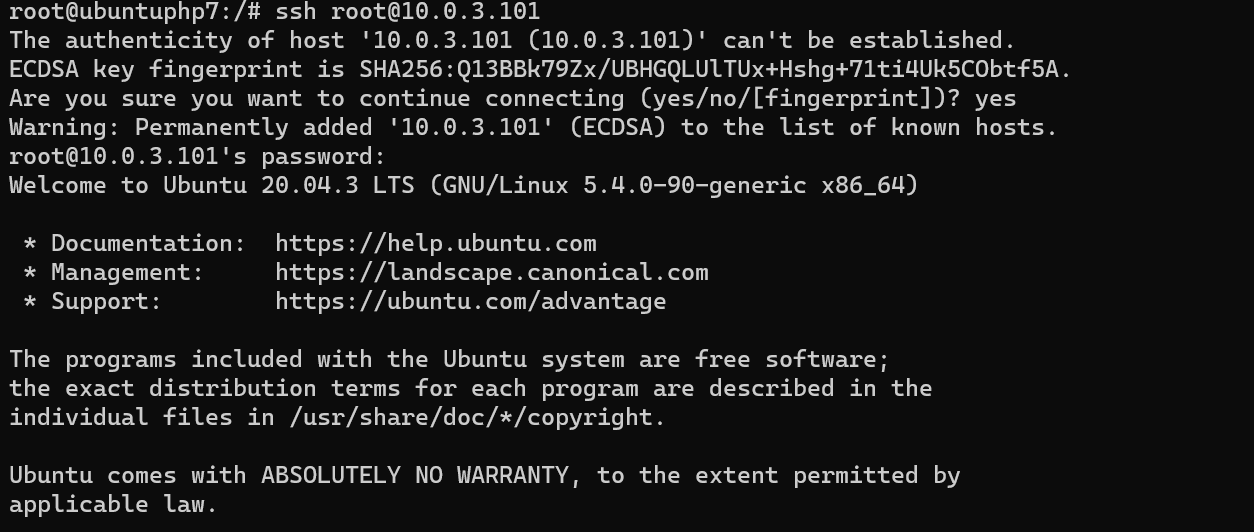 root@ubuntuphp7:/# ssh root@10.0.3.101
The authenticity of host '10.0.3.101 (10.0.3.101)' can't be established.
ECDSA key fingerprint is SHA256:Q13BBk79Zx/UBHGQLUlTUx+Hshg+71ti4Uk5CObtf5A.
Are you sure you want to continue connecting (yes/no/[fingerprint])? yes
Warning: Permanently added '10.0.3.101' (ECDSA) to the list of known hosts.
root@10.0.3.101's password:
Welcome to Ubuntu 20.04.3 LTS (GNU/Linux 5.4.0-90-generic x86_64)

 * Documentation:  https://help.ubuntu.com
 * Management:     https://landscape.canonical.com
 * Support:        https://ubuntu.com/advantage

The programs included with the Ubuntu system are free software;
the exact distribution terms for each program are described in the
individual files in /usr/share/doc/*/copyright.

Ubuntu comes with ABSOLUTELY NO WARRANTY, to the extent permitted by
applicable law.